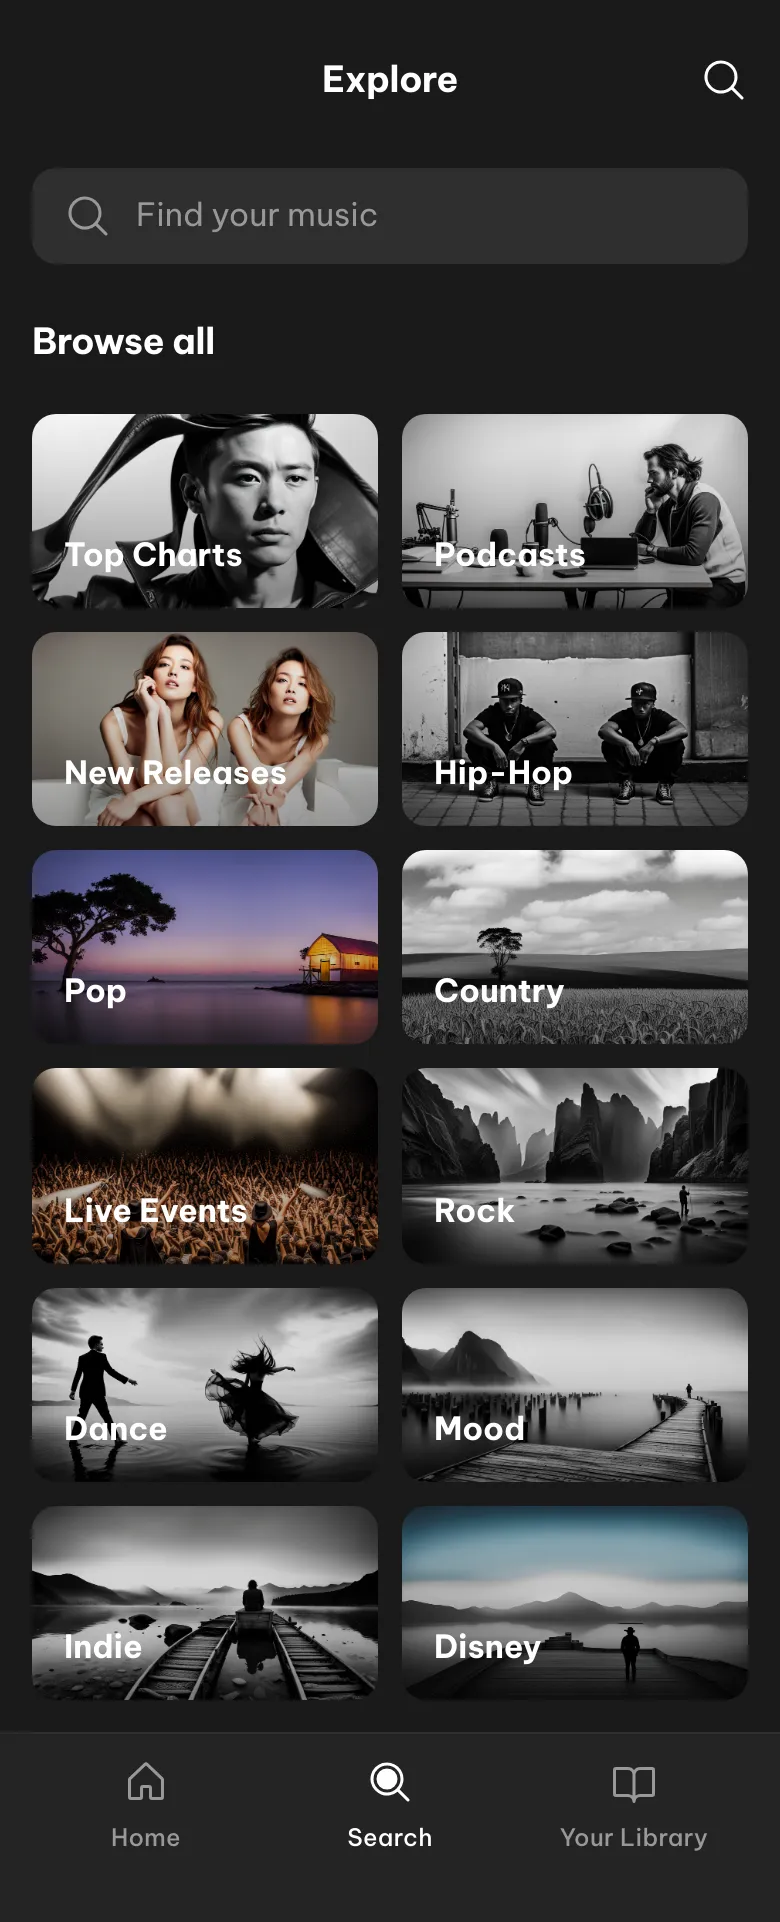 Explore
Find your music
Browse all
Top Charts
Podcasts
New Releases
Hip-Hop
Pop
Country
Live Events
Rock
Dance
Mood
Indie
Disney
Home
Search
Your Library